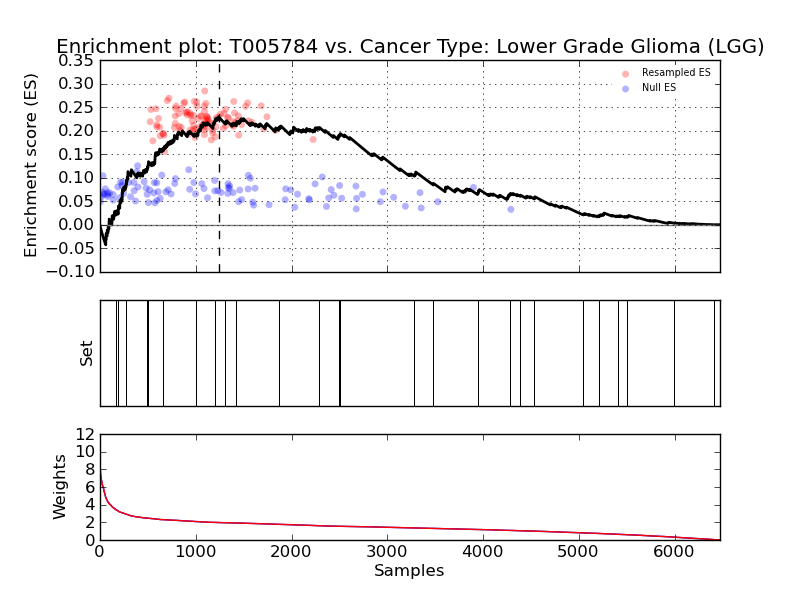 Enrichment plot: T005784 vs. Cancer Type: Lower Grade Glioma (LGG)
Enrichment score (ES)
0.35
0.30
0.25
0.20
0.15
0.10
0.05
0.00
−0.05
−0.10
Resampled ES
Null ES
Set
Weights
12
10
8
6
4
2
0
0 1000 2000 3000 4000 5000 6000
Samples